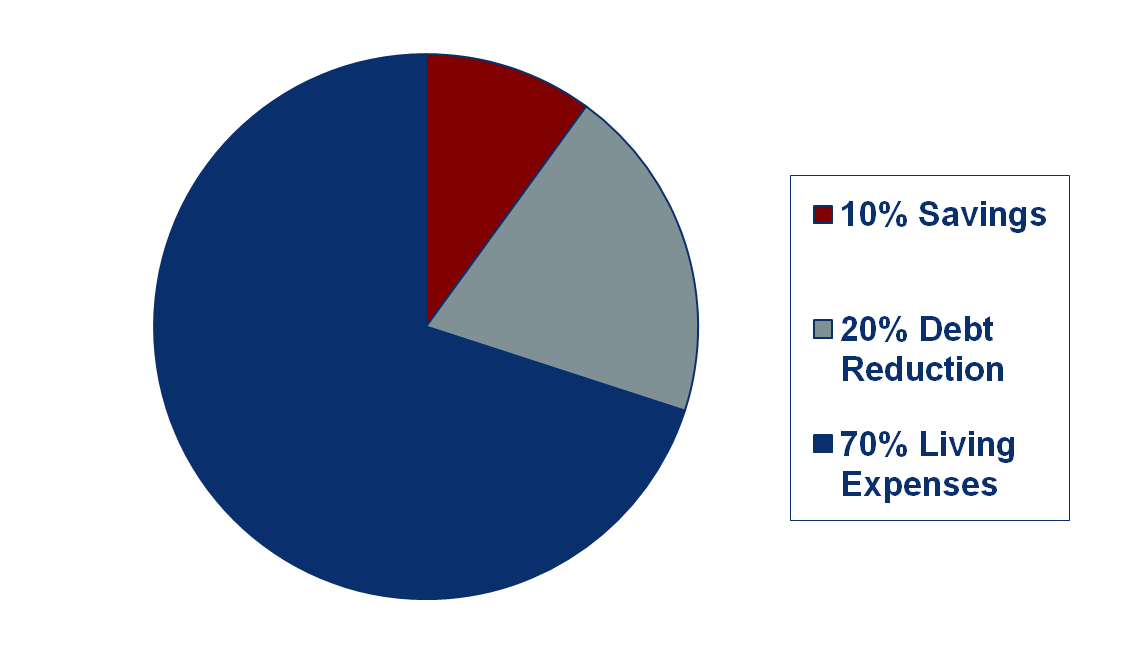 10% Savings
20% Debt
Reduction
70% Living
Expenses